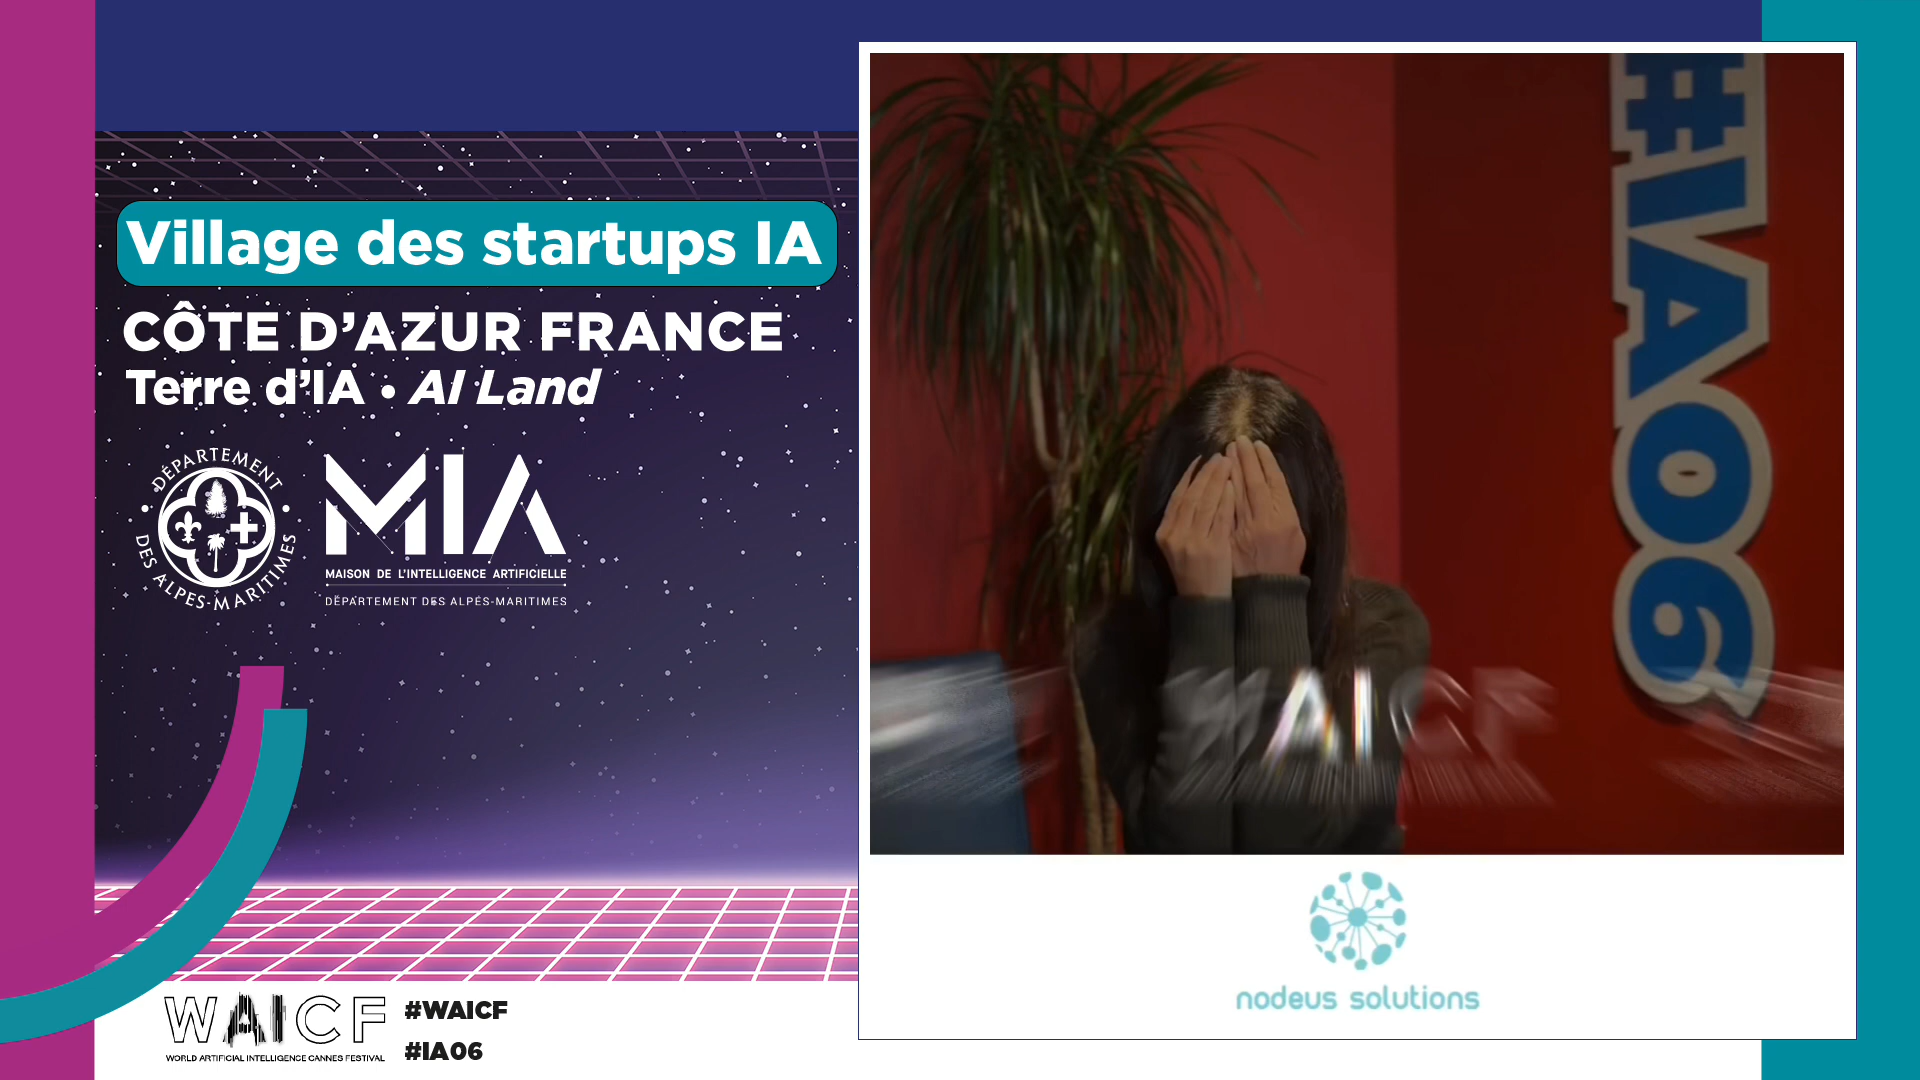 Village des startups IA
CÔTE D'AZUR FRANCE
Terre d'IA • AI Land
DÉPARTEMENT
DES ALPES-MARITIMES
MIA
MAISON DE L'INTELLIGENCE ARTIFICIELLE
DÉPARTEMENT DES ALPES-MARITIMES
WAICF
WORLD ARTIFICIAL INTELLIGENCE CANNES FESTIVAL
#WAICF
#IA06
#IA06
WAICF
nodeus solutions